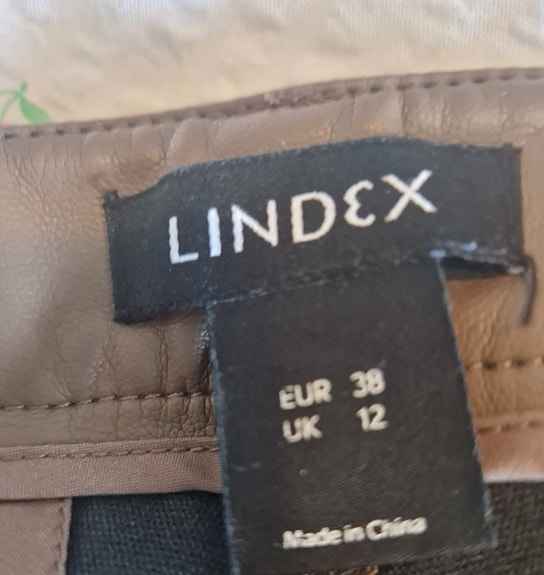 LINDEX
EUR 38
UK 12
Made in China